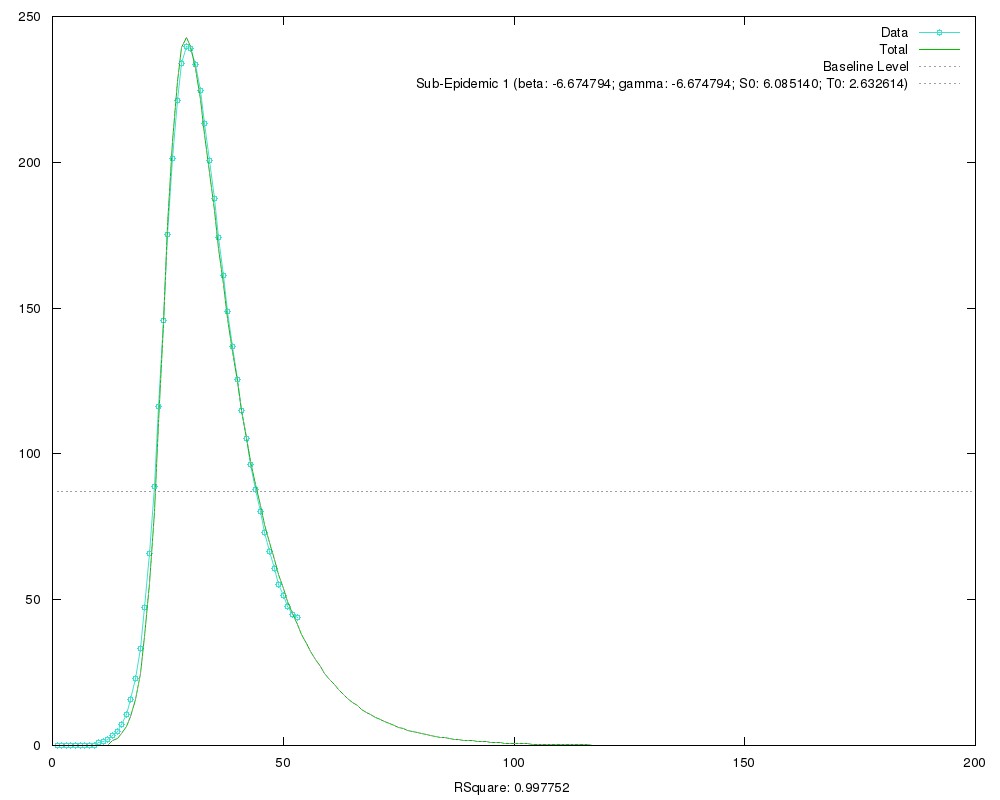 250
Data
Total
Baseline Level
Sub-Epidemic 1 (beta: -6.674794; gamma: -6.674794; S0: 6.085140; T0: 2.632614)
200
150
100
50
0
0 50 100 150 200
RSquare: 0.997752